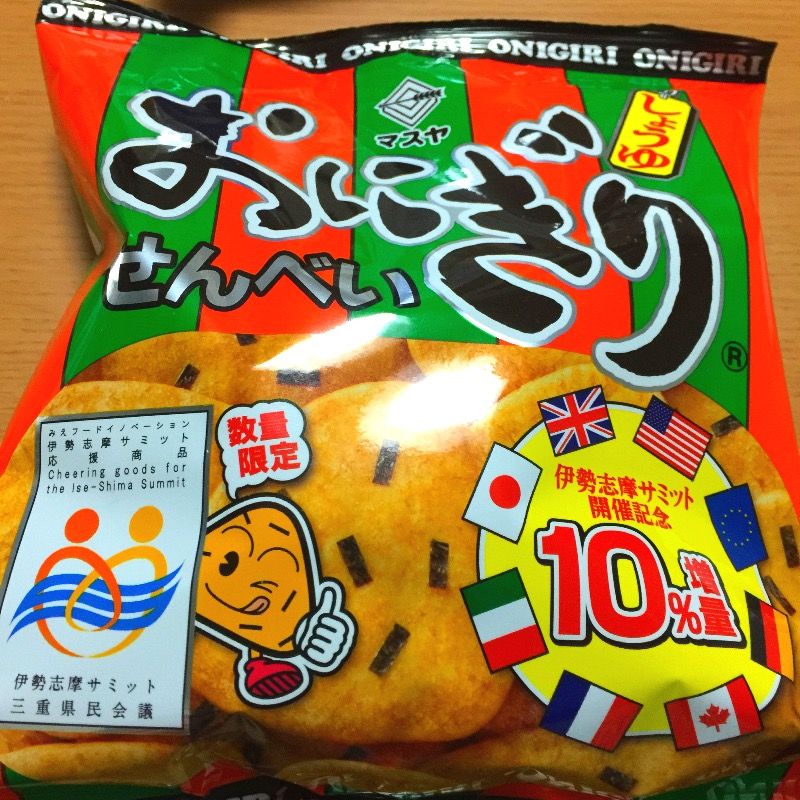 ONIGIRI ONIGIRI ONIGIRI ONIGIRI ONIGIRI
マスヤ
しょうゆ
おにぎり
せんべい
®
みえフードイノベーション
伊勢志摩サミット
応援商品
Cheering goods for
the Ise-Shima Summit
伊勢志摩サミット
三重県民会議
数量
限定
伊勢志摩サミット
開催記念
10%増量